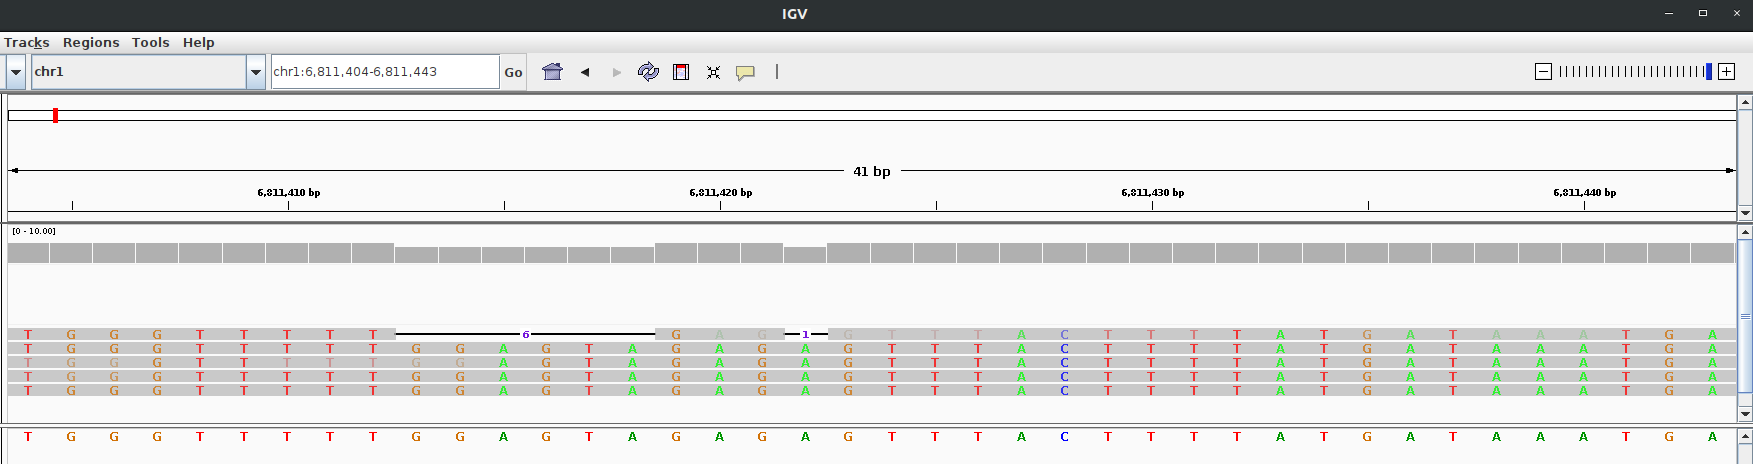 IGV
Tracks Regions Tools Help
chr1 chr1:6,811,404-6,811,443 Go
41 bp
6,811,410 bp 6,811,420 bp 6,811,430 bp 6,811,440 bp
[0 - 10.00]
T G G G T T T T T 6 G A G 1 G T T T A C T T T T A T G A T A A A T G A
T G G G T T T T T G G A G T A G A G A G T T T A C T T T T A T G A T A A A T G A
T G G G T T T T T G G A G T A G A G A G T T T A C T T T T A T G A T A A A T G A
T G G G T T T T T G G A G T A G A G A G T T T A C T T T T A T G A T A A A T G A
T G G G T T T T T G G A G T A G A G A G T T T A C T T T T A T G A T A A A T G A
T G G G T T T T T G G A G T A G A G A G T T T A C T T T T A T G A T A A A T G A